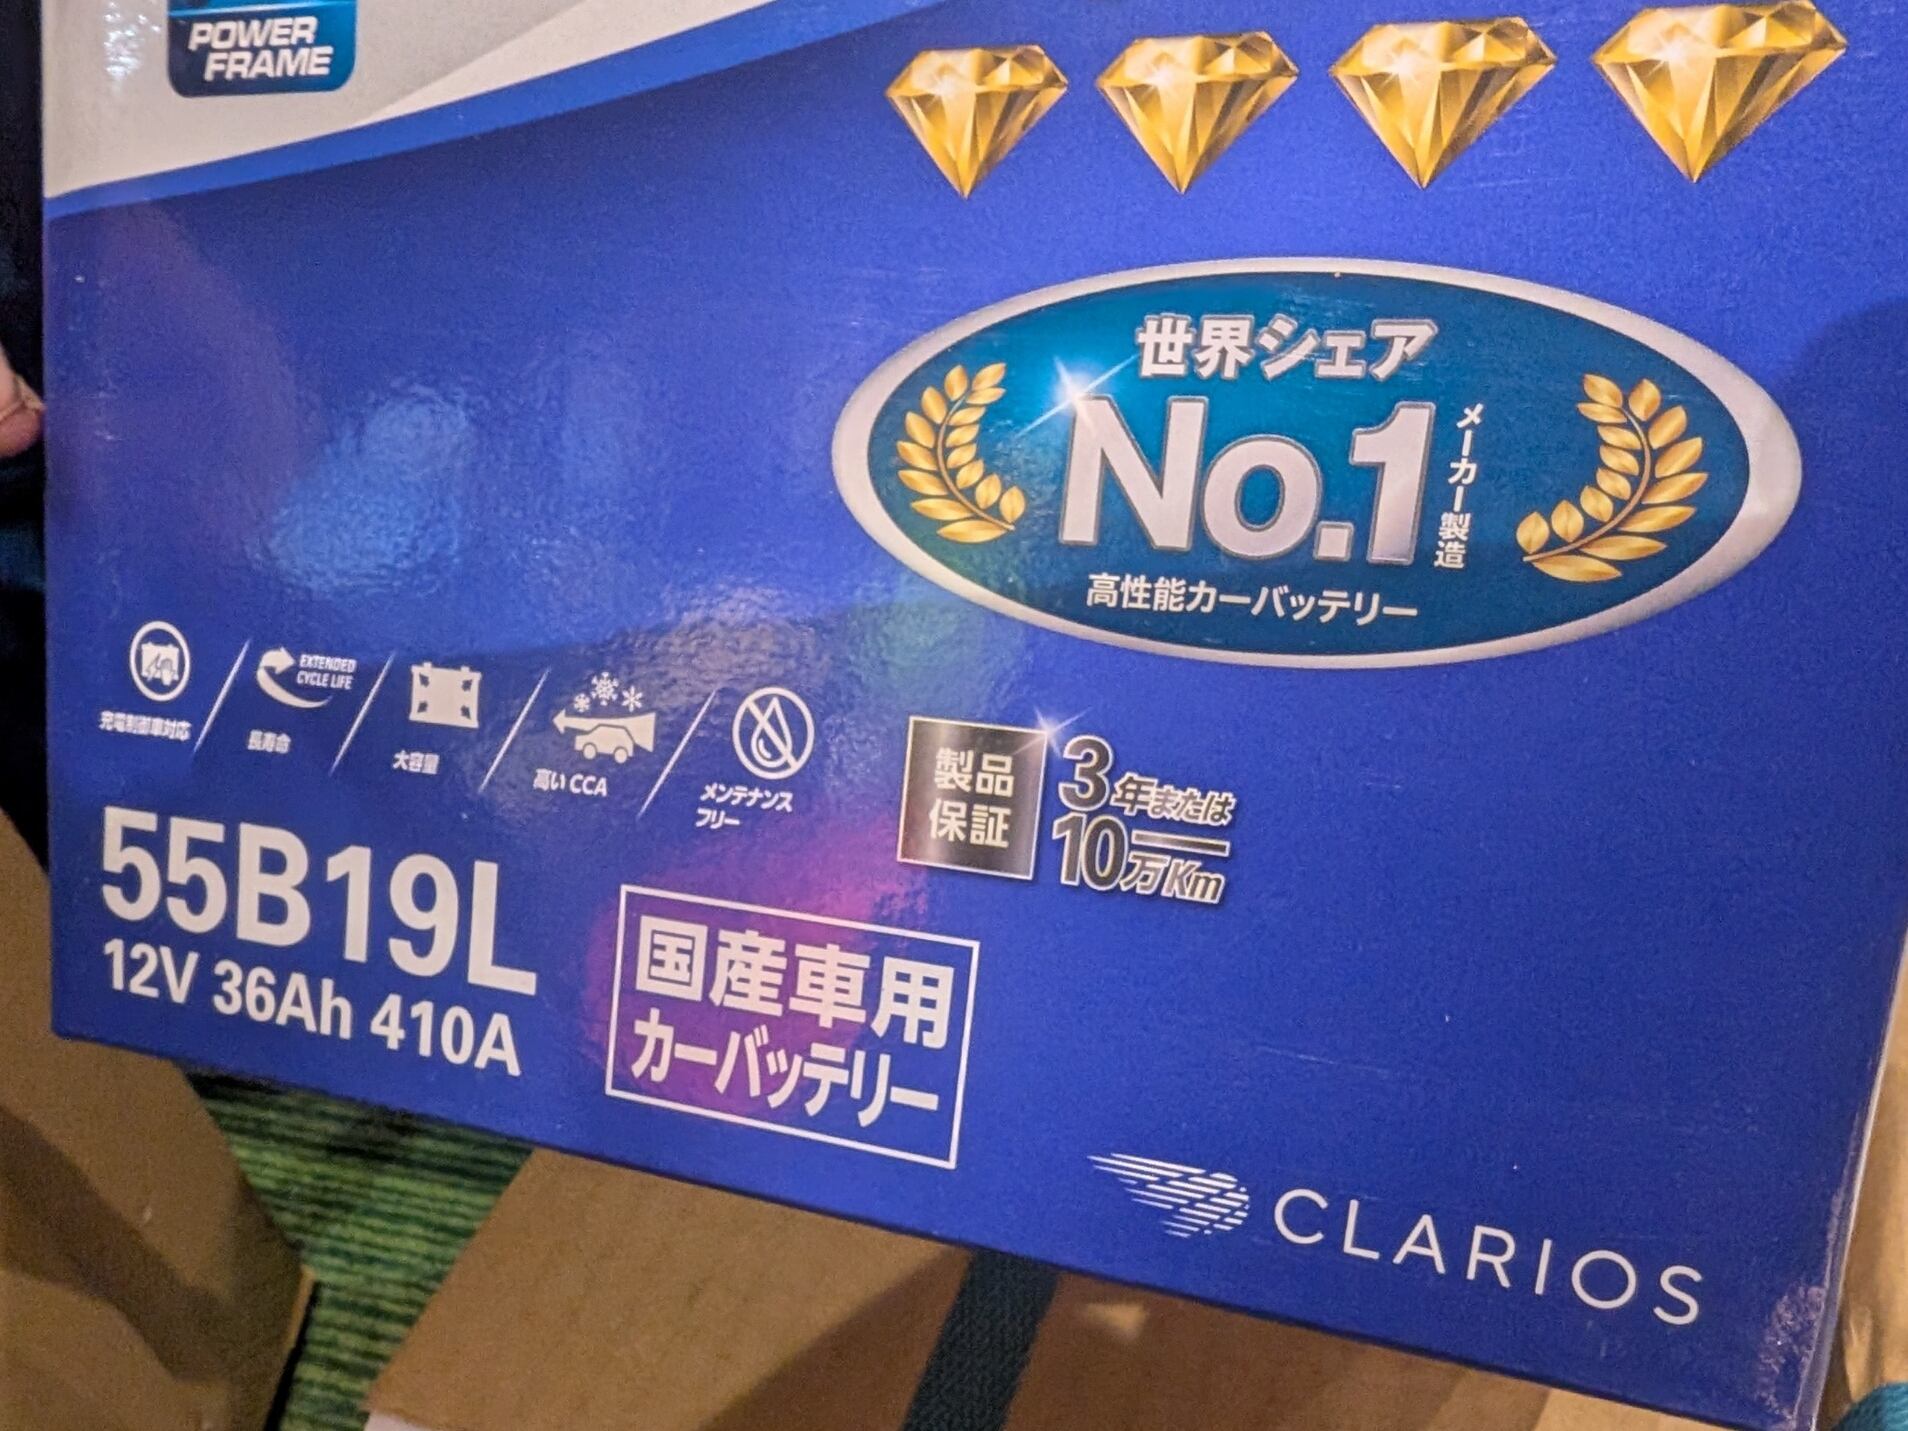 POWER
FRAME
世界シェア
No.1
メーカー製造
高性能カーバッテリー
充電制御車対応
EXTENDED
CYCLE LIFE
長寿命
大容量
高いCCA
メンテナンス
フリー
製品
保証
3年または
10万Km
55B19L
12V 36Ah 410A
国産車用
カーバッテリー
CLARIOS